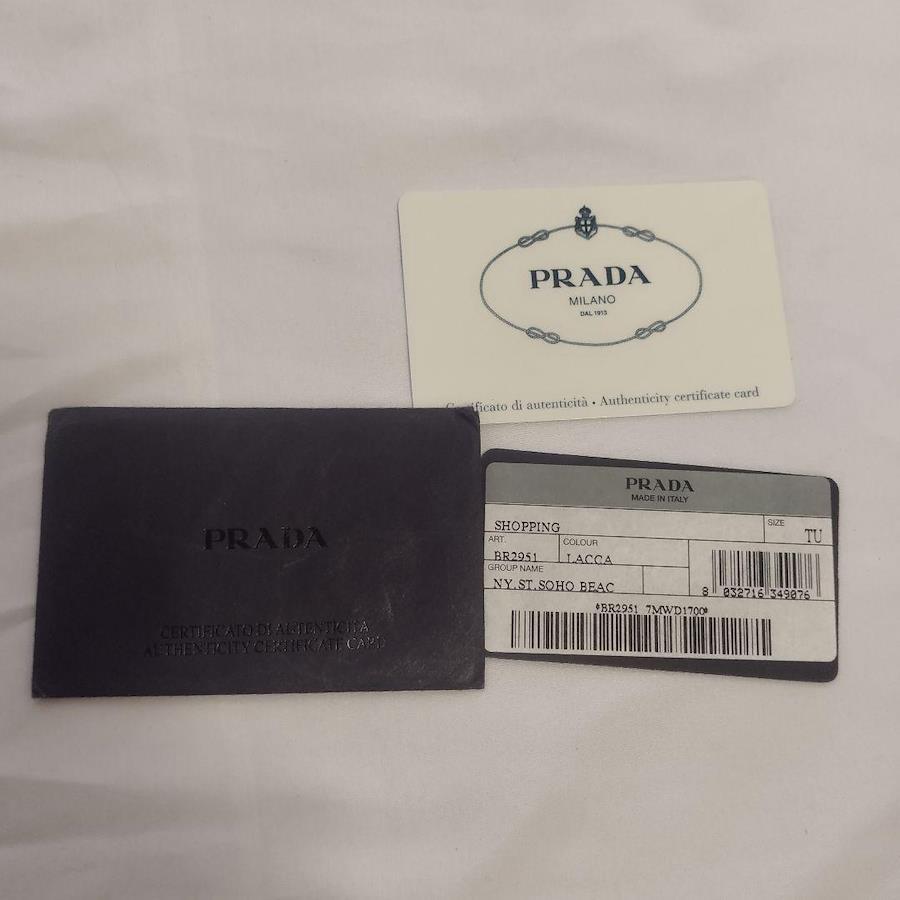 PRADA
MILANO
DAL 1913
Certificato di autenticità • Authenticity certificate card
PRADA
CERTIFICATO DI AUTENTICITÀ
AUTHENTICITY CERTIFICATE CARD
PRADA
MADE IN ITALY
SHOPPING
SIZE
TU
ART.
BR2951
COLOUR
LACCA
GROUP NAME
NY.ST.SOHO BEAC
8 032716 349076
*BR2951 7MWD1700*